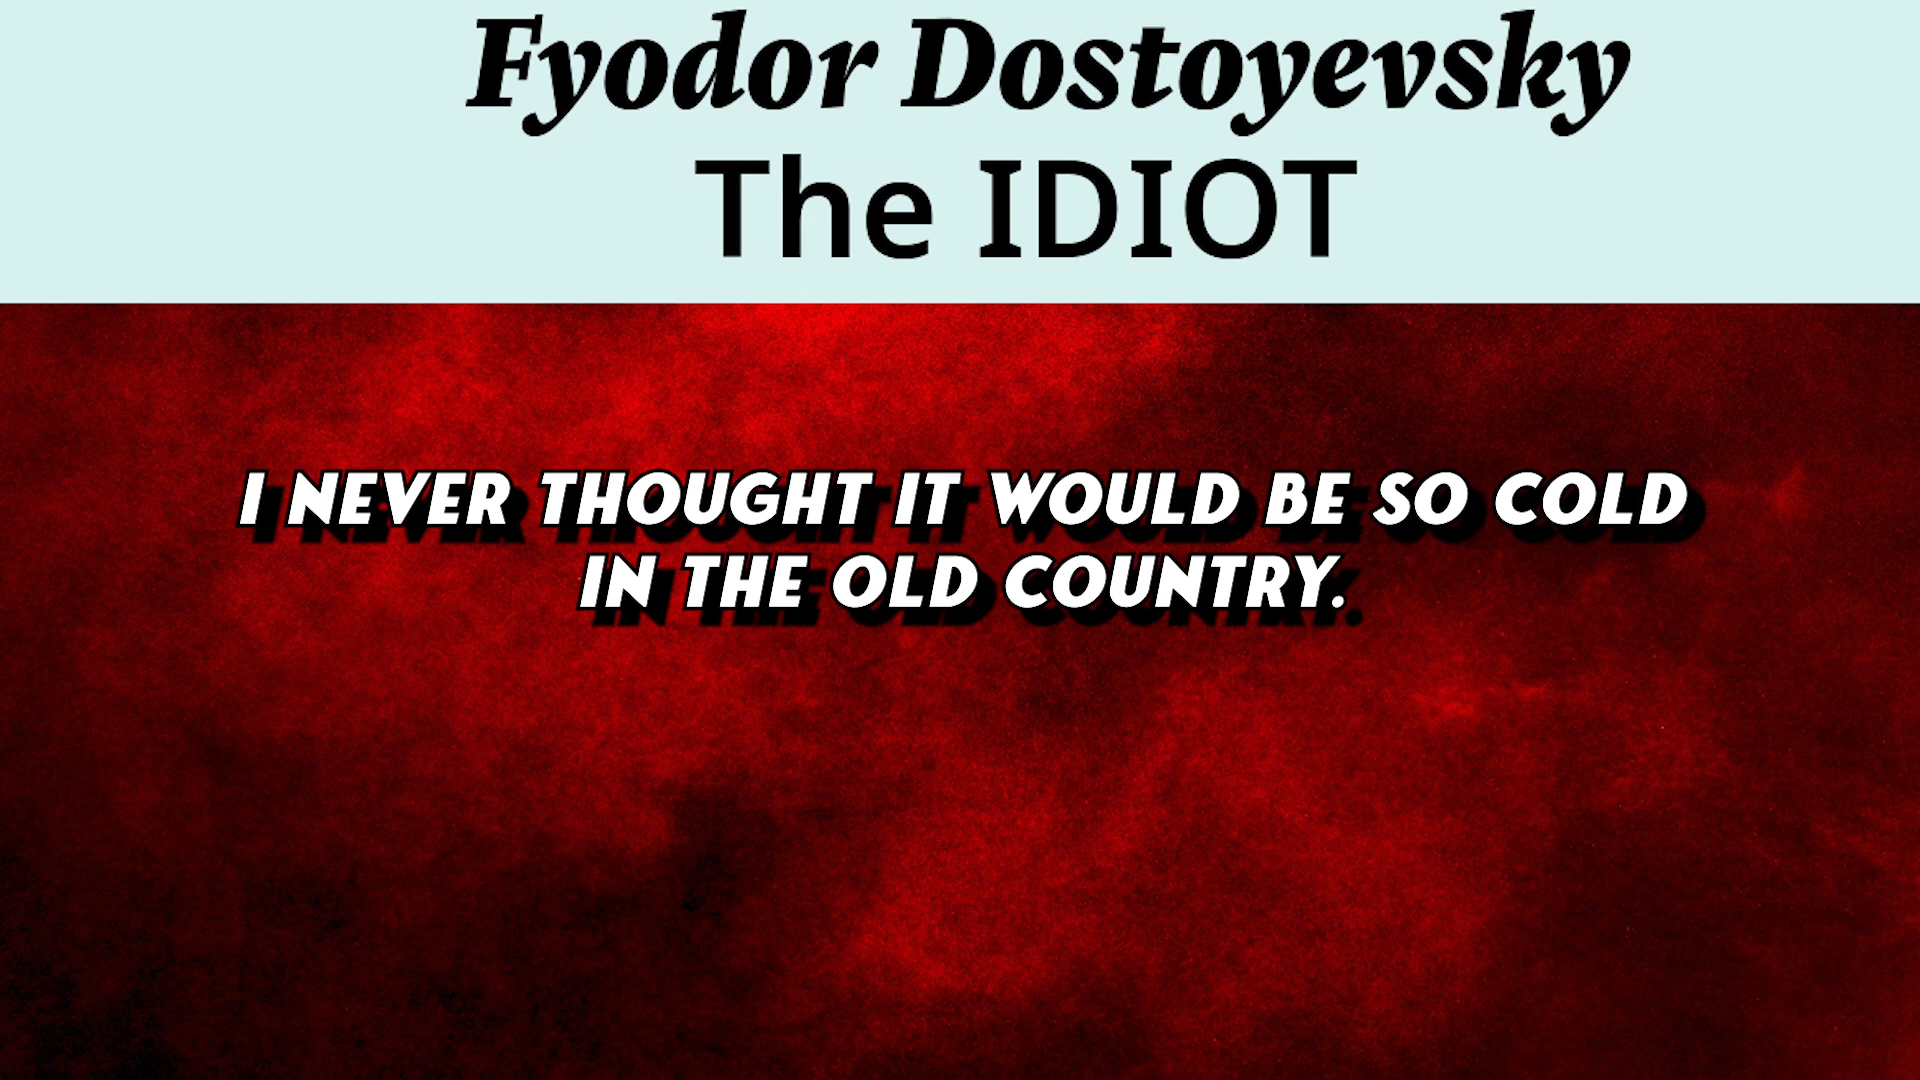 Fyodor Dostoyevsky
The IDIOT
I NEVER THOUGHT IT WOULD BE SO COLD
IN THE OLD COUNTRY.